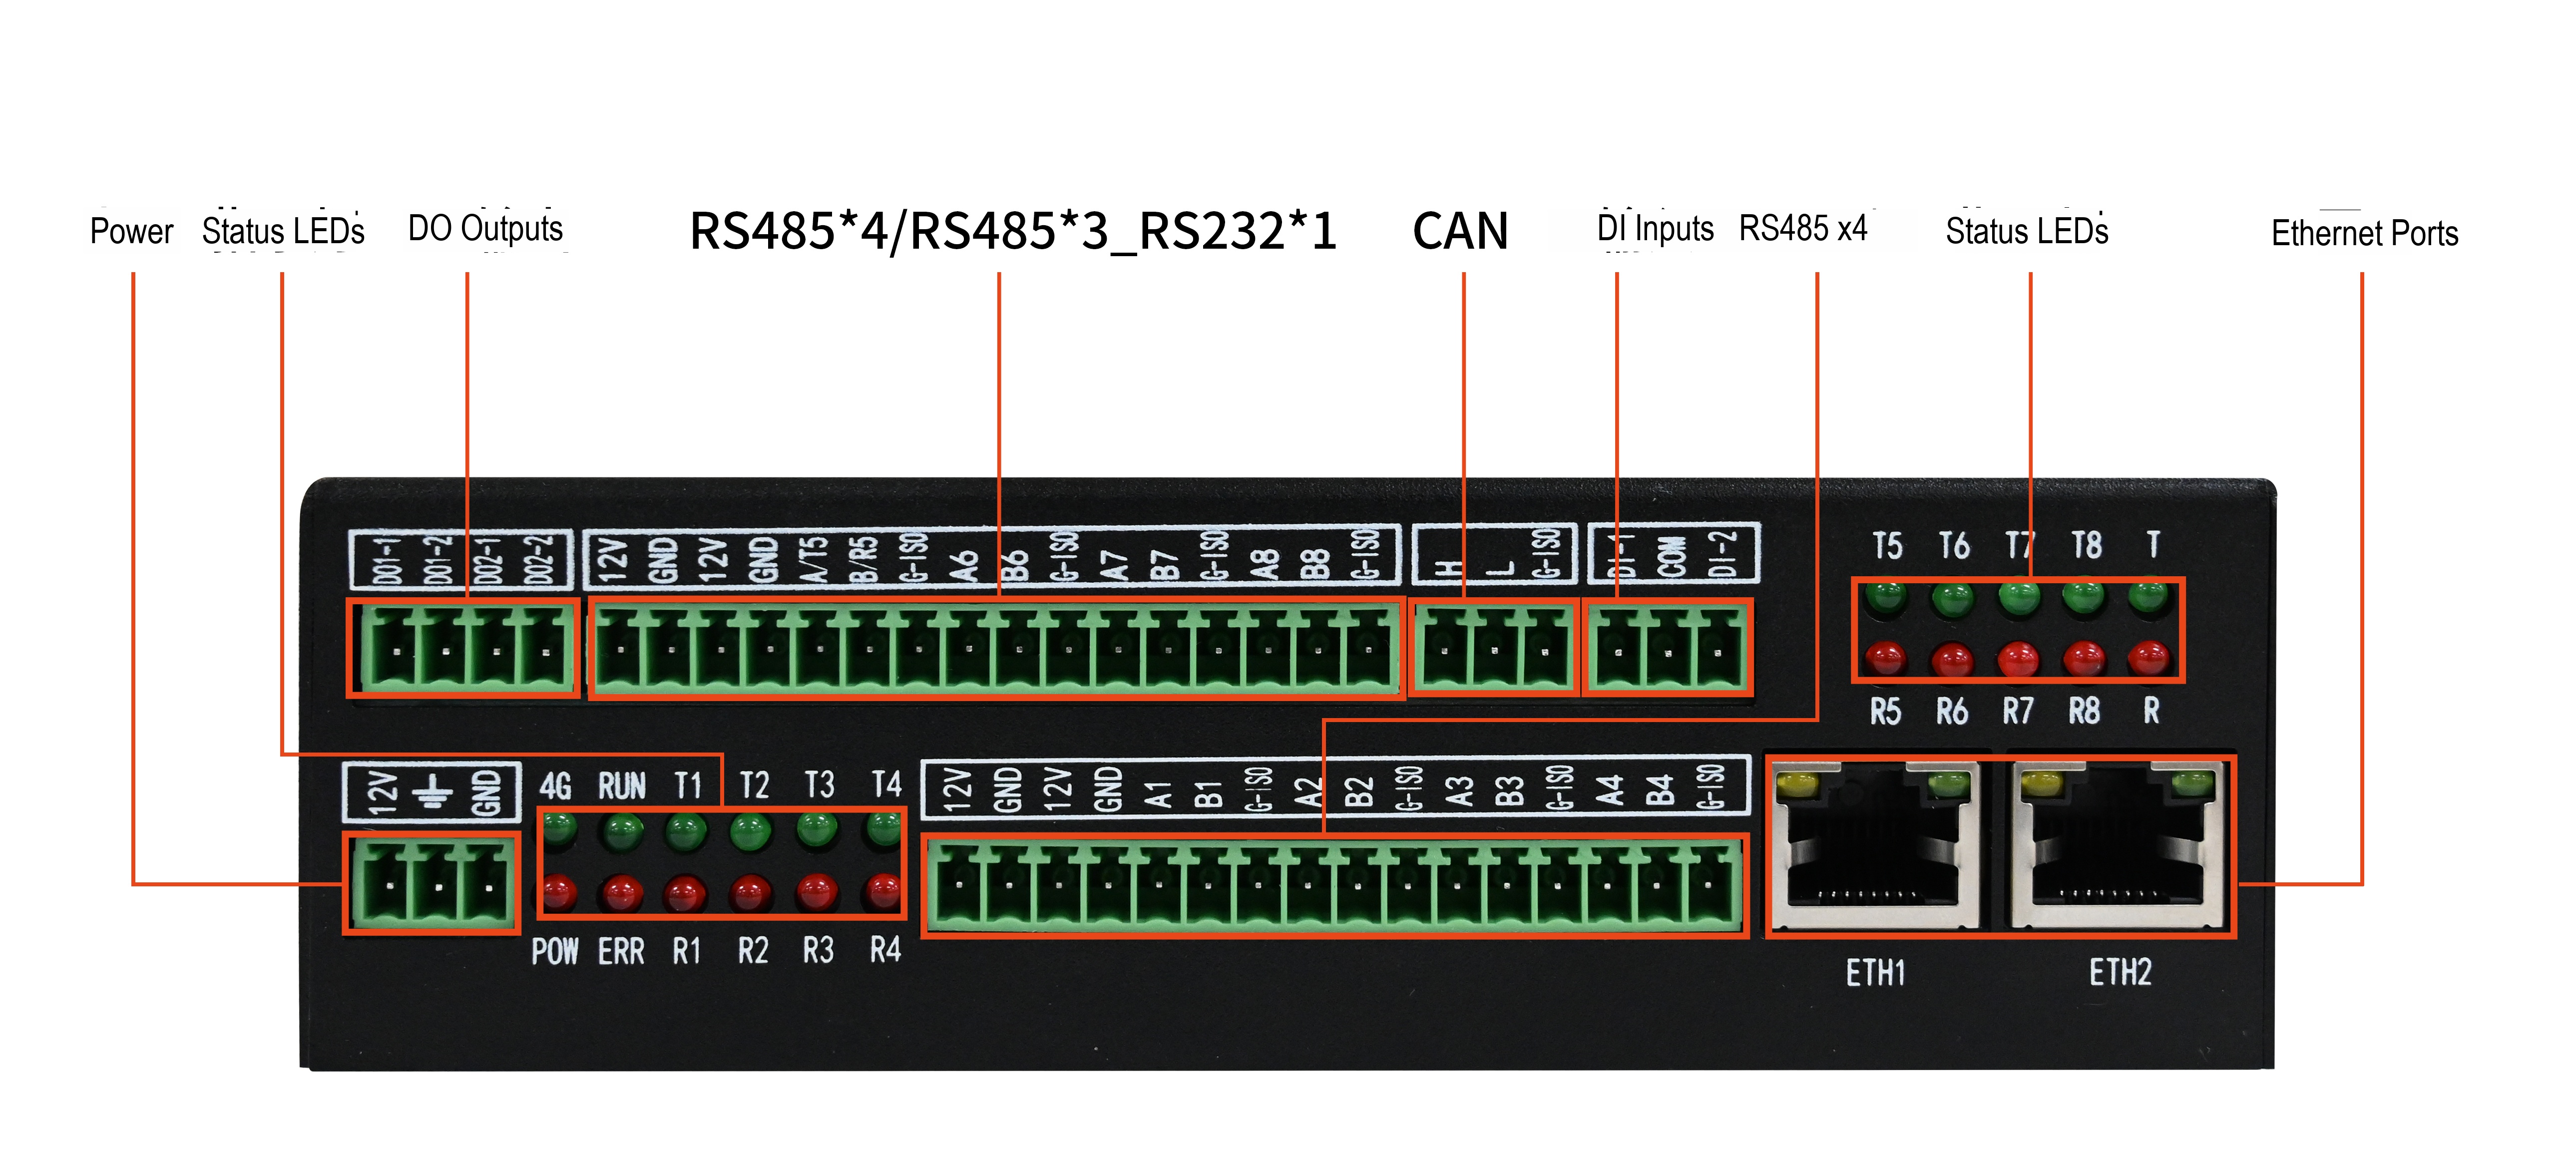 Power Status LEDs DO Outputs RS485*4/RS485*3_RS232*1 CAN DI Inputs RS485 x4 Status LEDs Ethernet Ports
DO1-1 DO1-2 DO2-1 DO2-2
12V GND 12V GND A/T5 B/R5 G-ISO A6 B6 G-ISO A7 B7 G-ISO A8 B8 G-ISO
H L G-ISO
DI-1 COM DI-2
T5 T6 T7 T8 T
R5 R6 R7 R8 R
12V GND
4G RUN T1 T2 T3 T4
POW ERR R1 R2 R3 R4
12V GND 12V GND A1 B1 G-ISO A2 B2 G-ISO A3 B3 G-ISO A4 B4 G-ISO
ETH1 ETH2